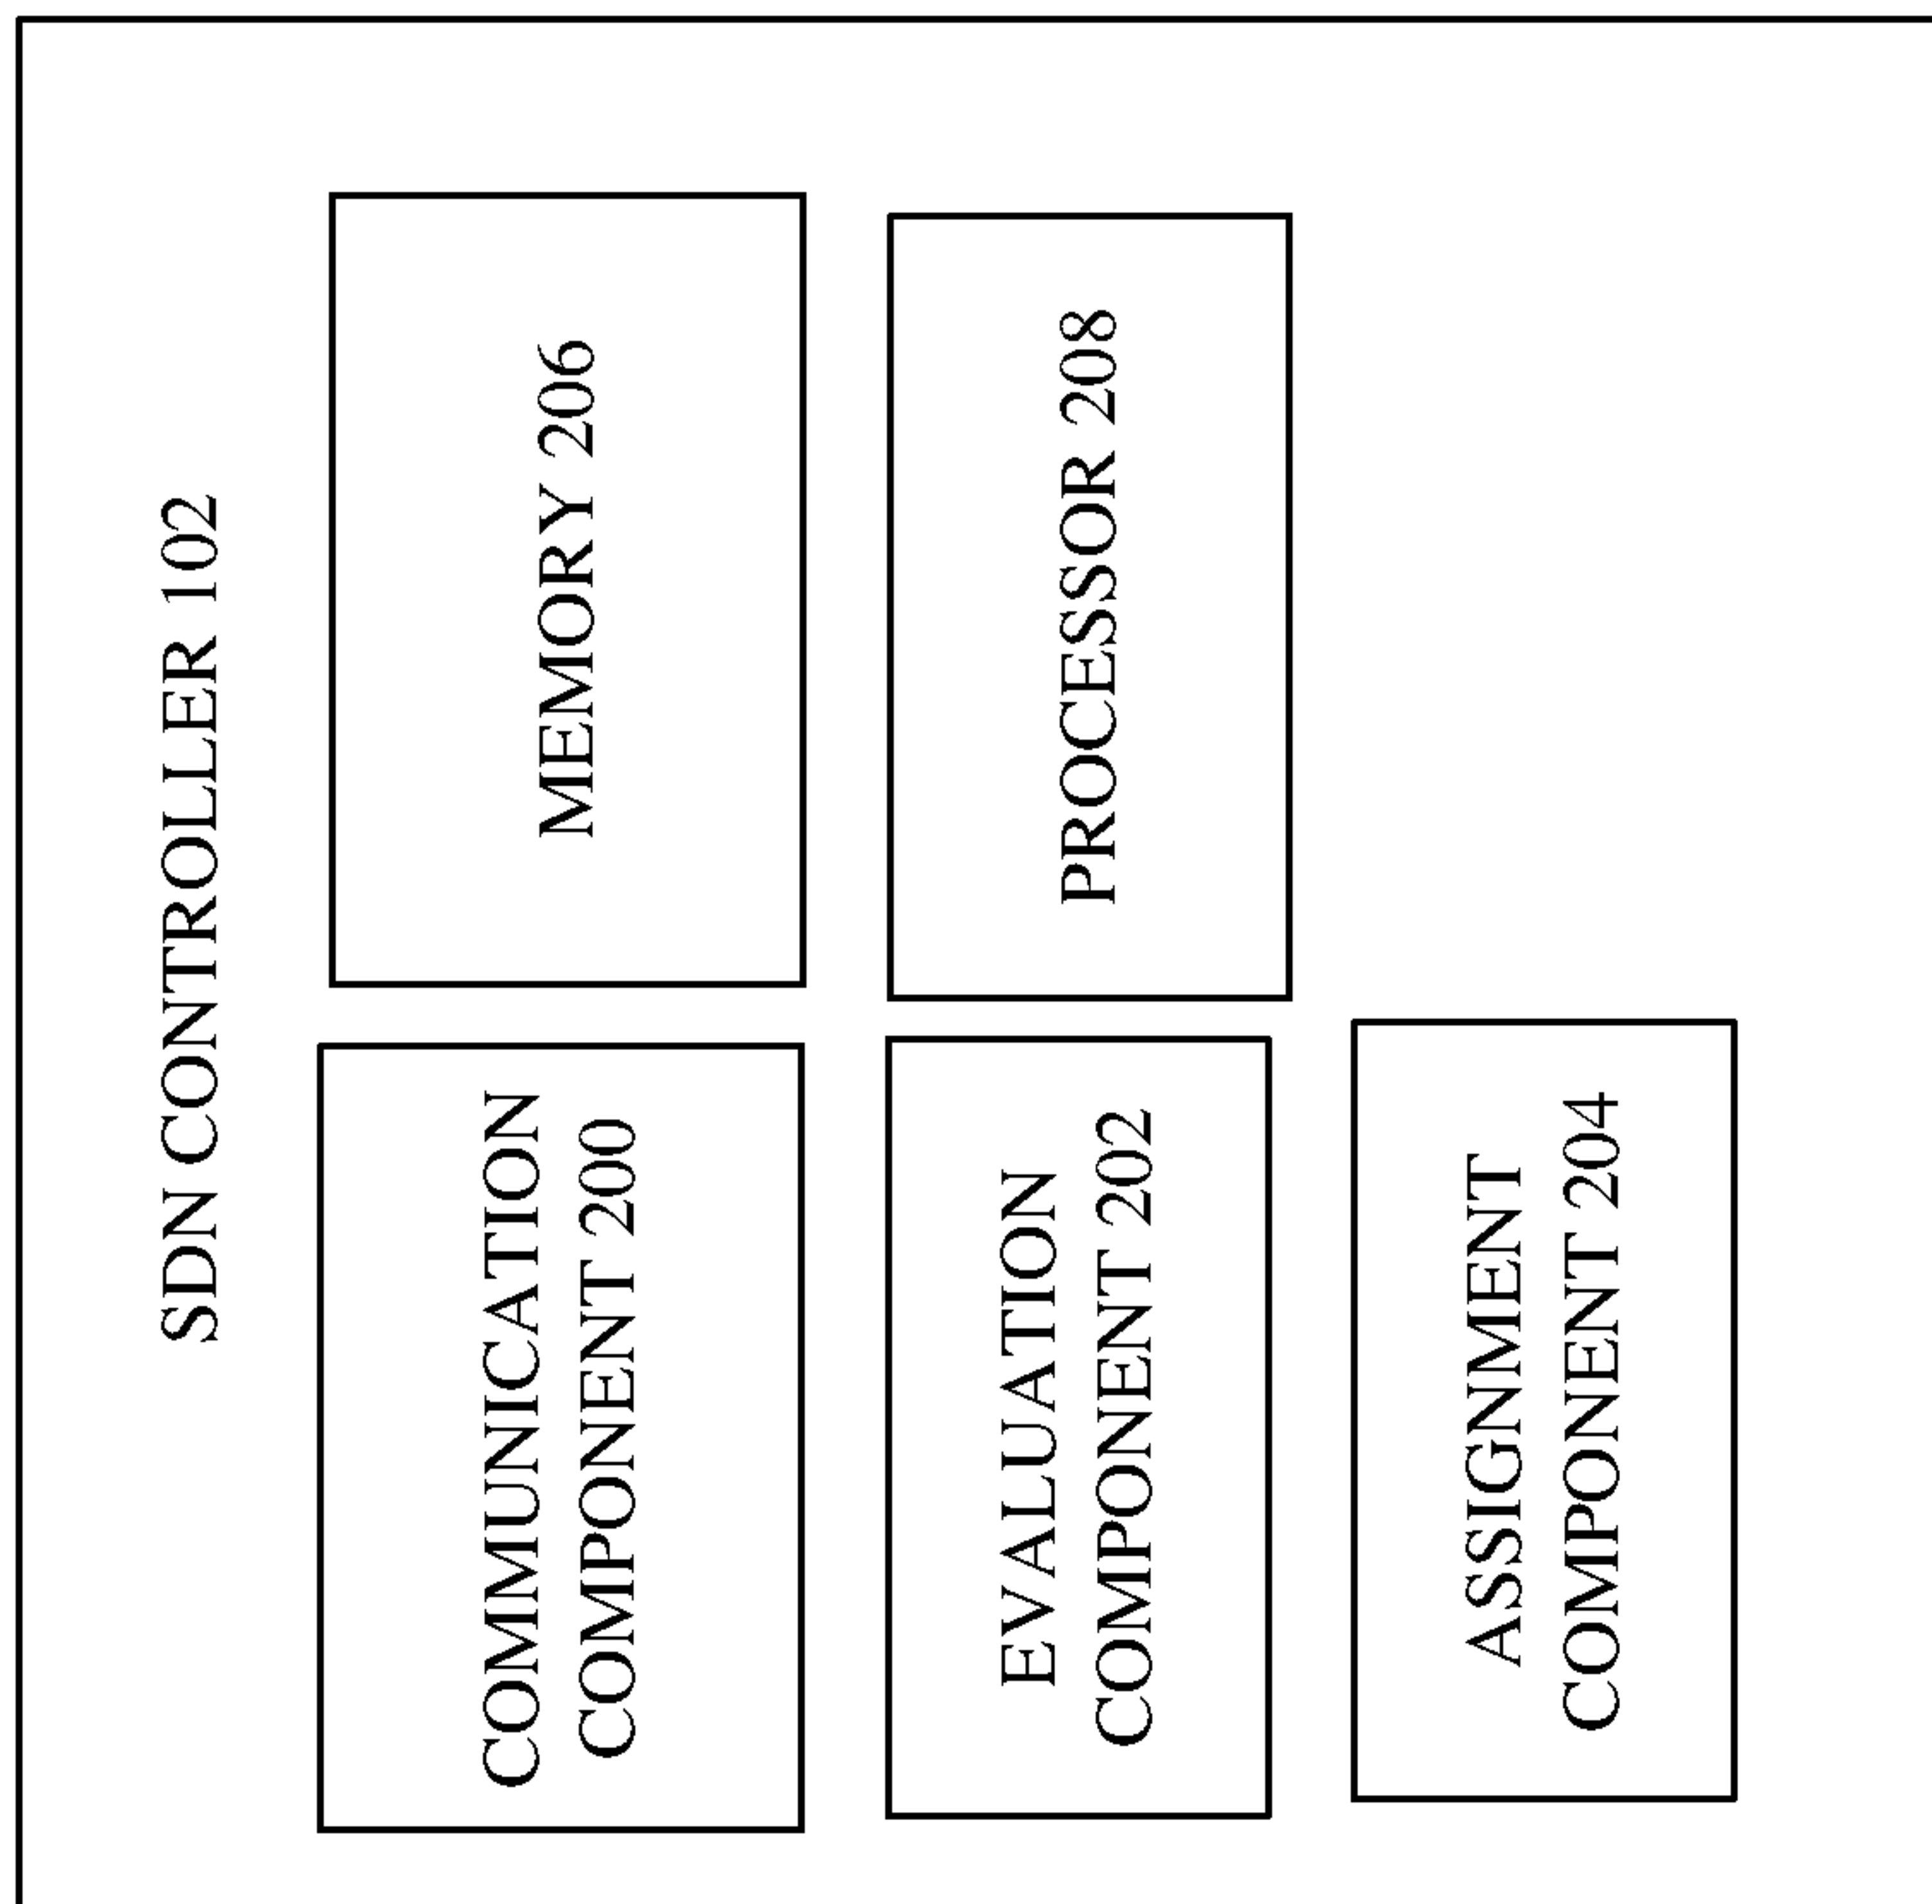 SDN CONTROLLER 102
COMMUNICATION
COMPONENT 200
MEMORY 206
EVALUATION
COMPONENT 202
PROCESSOR 208
ASSIGNMENT
COMPONENT 204